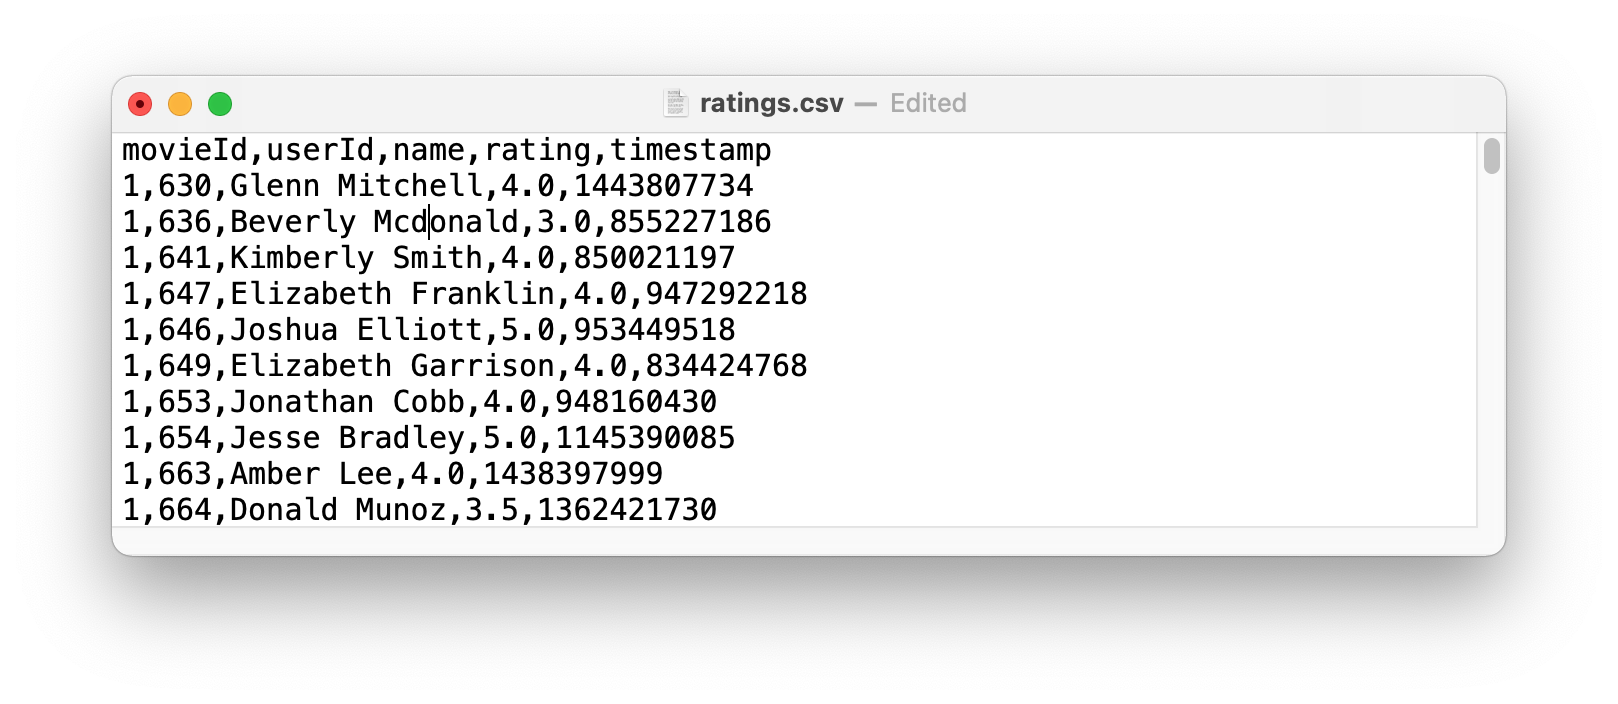 ratings.csv — Edited
movieId,userId,name,rating,timestamp
1,630,Glenn Mitchell,4.0,1443807734
1,636,Beverly Mcdonald,3.0,855227186
1,641,Kimberly Smith,4.0,850021197
1,647,Elizabeth Franklin,4.0,947292218
1,646,Joshua Elliott,5.0,953449518
1,649,Elizabeth Garrison,4.0,834424768
1,653,Jonathan Cobb,4.0,948160430
1,654,Jesse Bradley,5.0,1145390085
1,663,Amber Lee,4.0,1438397999
1,664,Donald Munoz,3.5,1362421730